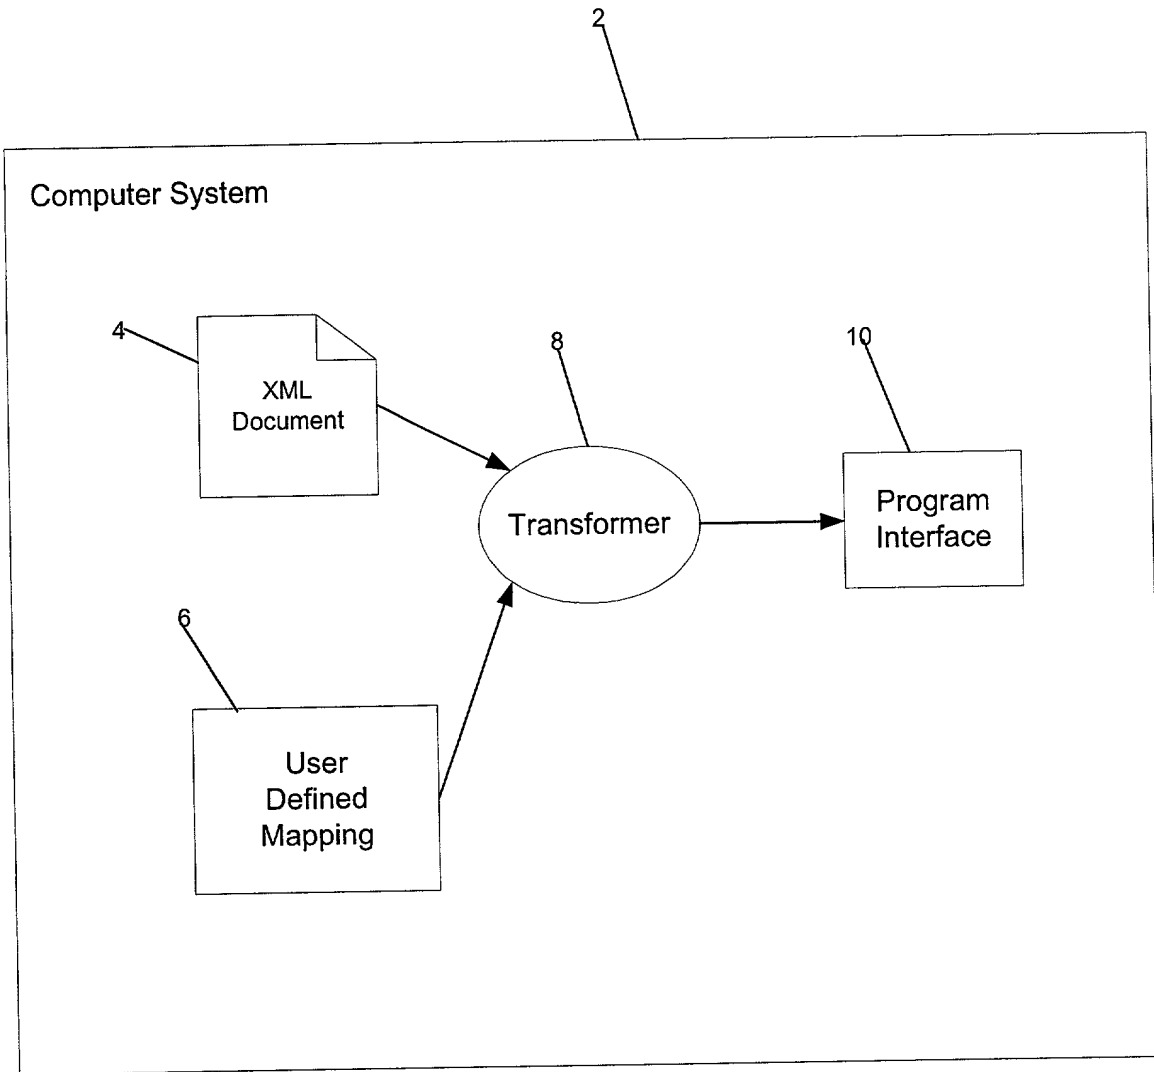 2
Computer System
4
XML
Document
8
Transformer
10
Program
Interface
6
User
Defined
Mapping